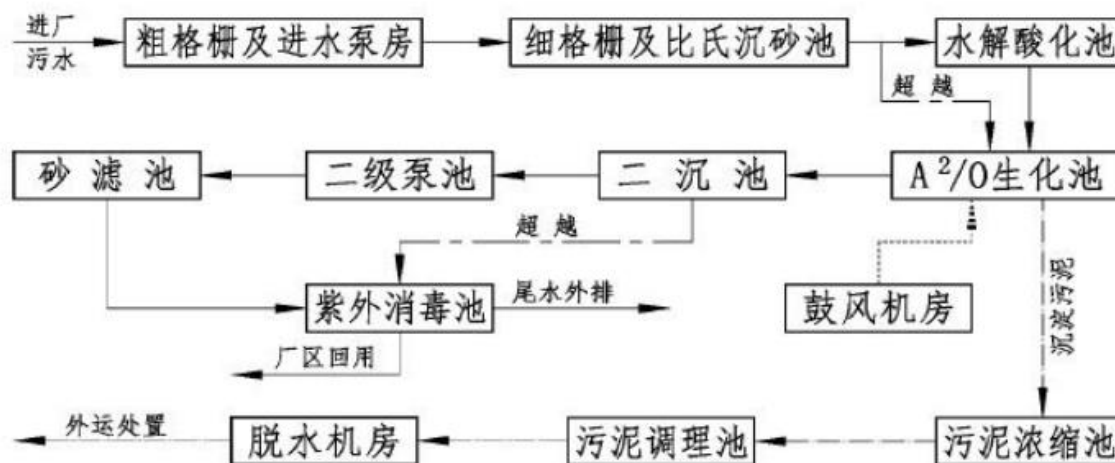 进厂
污水
粗格栅及进水泵房
细格栅及比氏沉砂池
水解酸化池
超越
砂滤池
二级泵池
二沉池
A²/O生化池
超越
紫外消毒池
尾水外排
鼓风机房
沉淀污泥
厂区回用
外运处置
脱水机房
污泥调理池
污泥浓缩池